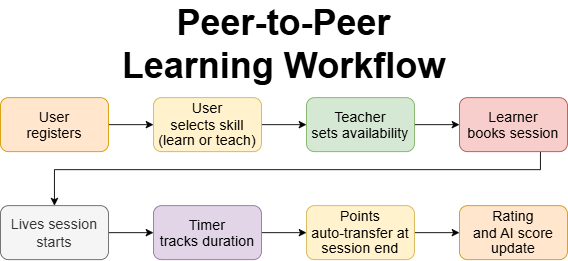 Peer-to-Peer
Learning Workflow
User
registers
User
selects skill
(learn or teach)
Teacher
sets availability
Learner
books session
Lives session
starts
Timer
tracks duration
Points
auto-transfer at
session end
Rating
and AI score
update